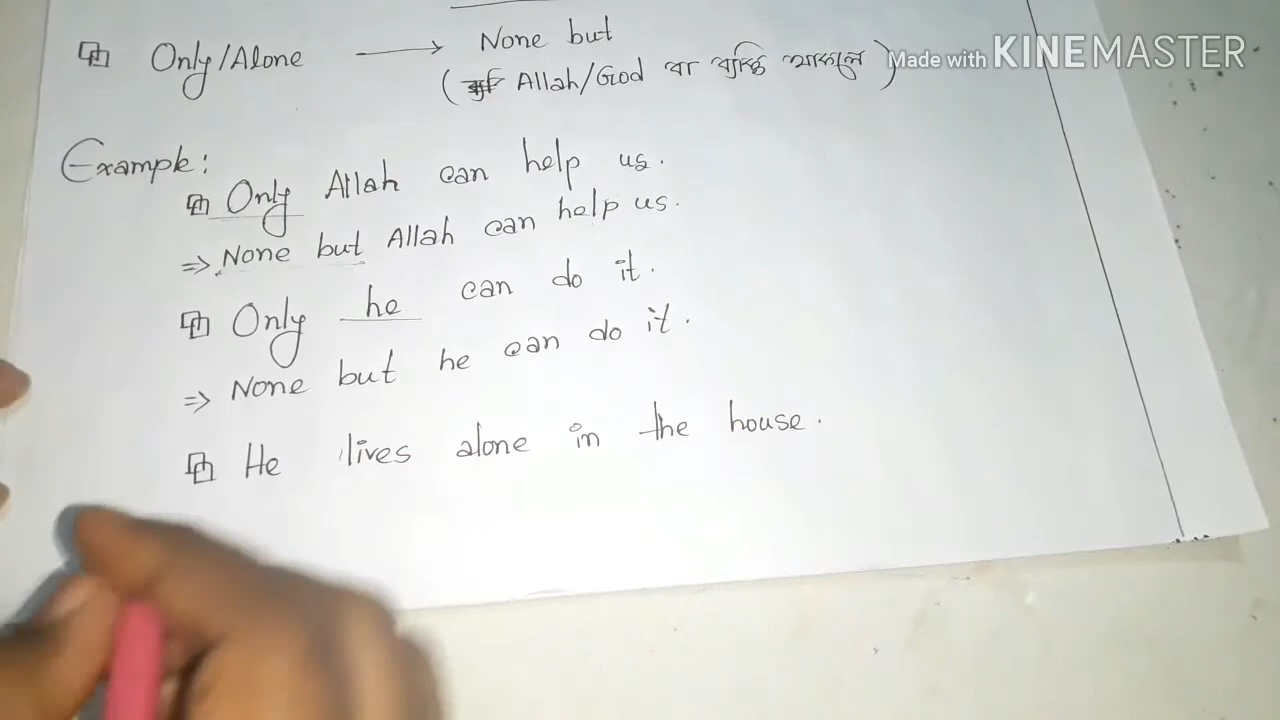 Only/Alone → None but
( Allah/God বা ব্যক্তি থাকলে )
Made with KINEMASTER
Example:
Only Allah can help us.
⇒ None but Allah can help us.
Only he can do it.
⇒ None but he can do it.
He lives alone in the house.